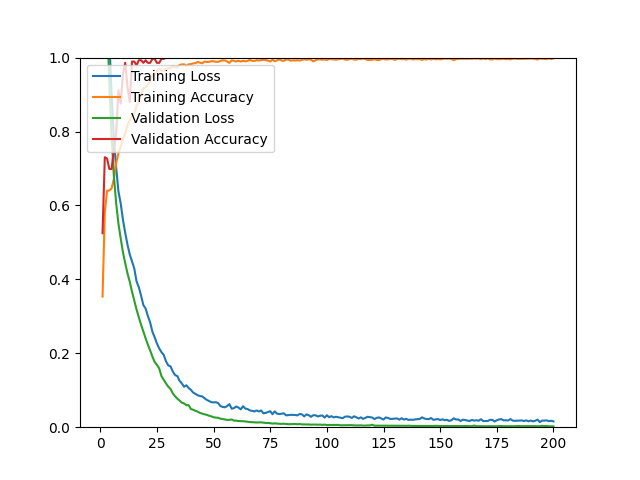 1.0
0.8
0.6
0.4
0.2
0.0
Training Loss
Training Accuracy
Validation Loss
Validation Accuracy
0 25 50 75 100 125 150 175 200